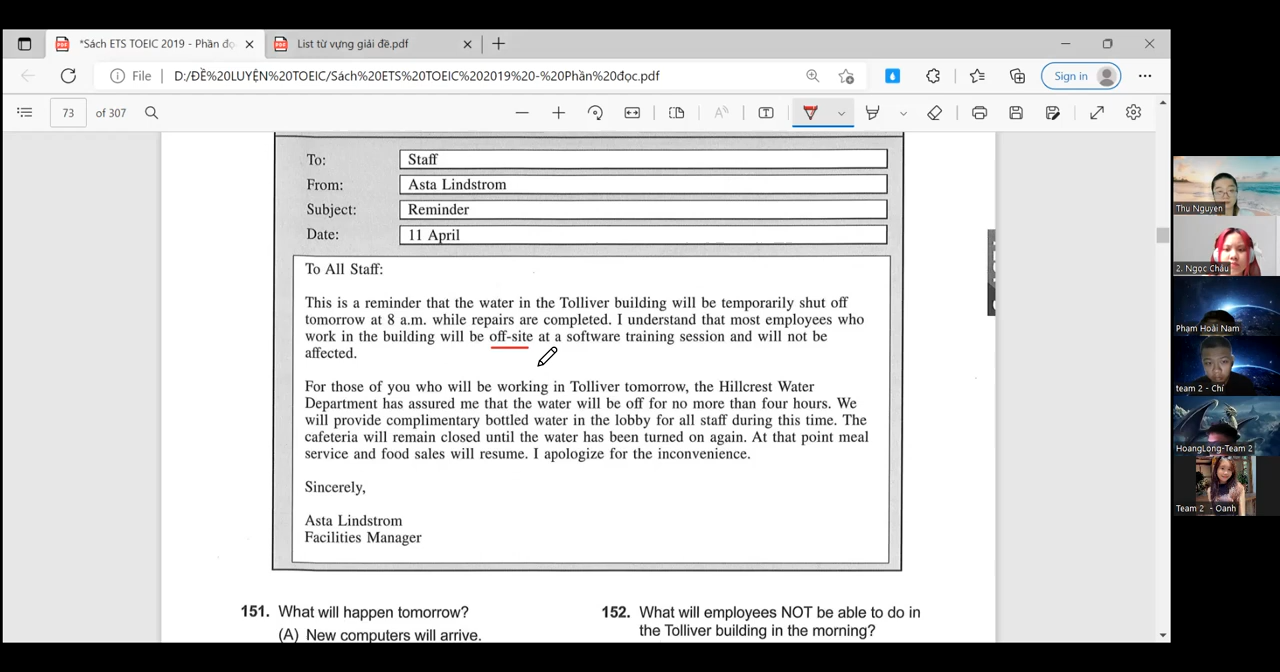 *Sách ETS TOEIC 2019 - Phần đọ
List từ vựng giải đề.pdf
File
D:/ĐỀ%20LUYỆN%20TOEIC/Sách%20ETS%20TOEIC%202019%20-%20Phần%20đọc.pdf
Sign in
73
of 307
To: Staff
From: Asta Lindstrom
Subject: Reminder
Date: 11 April
To All Staff:
This is a reminder that the water in the Tolliver building will be temporarily shut off
tomorrow at 8 a.m. while repairs are completed. I understand that most employees who
work in the building will be off-site at a software training session and will not be
affected.
For those of you who will be working in Tolliver tomorrow, the Hillcrest Water
Department has assured me that the water will be off for no more than four hours. We
will provide complimentary bottled water in the lobby for all staff during this time. The
cafeteria will remain closed until the water has been turned on again. At that point meal
service and food sales will resume. I apologize for the inconvenience.
Sincerely,
Asta Lindstrom
Facilities Manager
151. What will happen tomorrow?
(A) New computers will arrive.
152. What will employees NOT be able to do in
the Tolliver building in the morning?
Thu Nguyen
2. Ngọc Châu
Phạm Hoài Nam
team 2 - Chí
HoangLong-Team 2
Team 2 - Oanh